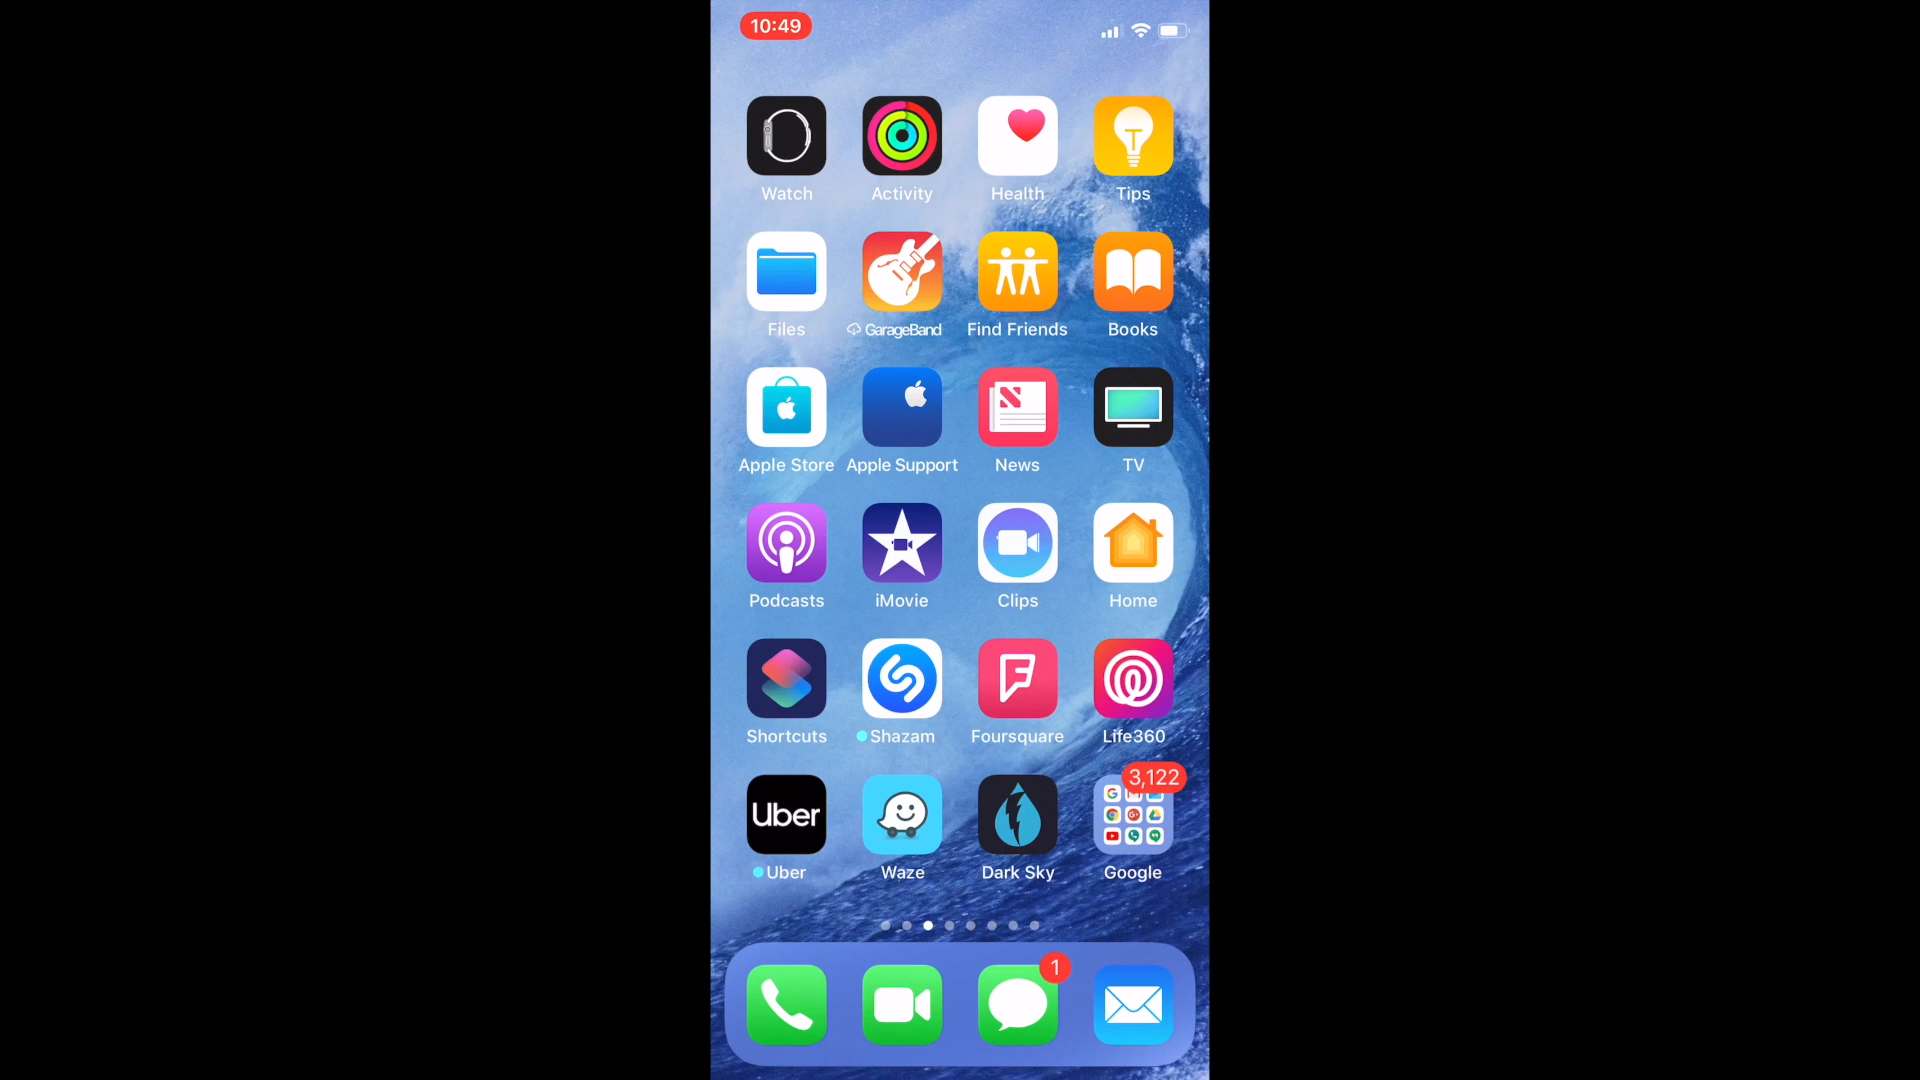 10:49
Watch Activity Health Tips
Files GarageBand Find Friends Books
Apple Store Apple Support News TV
Podcasts iMovie Clips Home
Shortcuts Shazam Foursquare Life360
3,122
Uber
Uber Waze Dark Sky Google
1